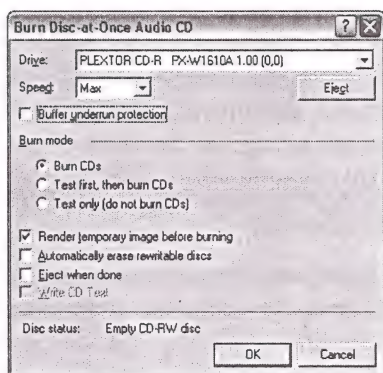 Burn Disc-at-Once Audio CD
Drive: PLEXTOR CD-R PX-W1610A 1.00 (0,0)
Speed: Max Eject
Buffer underrun protection
Burn mode
Burn CDs
Test first, then burn CDs
Test only (do not burn CDs)
Render temporary image before burning
Automatically erase rewritable discs
Eject when done
Write CD Text
Disc status: Empty CD-RW disc
OK Cancel